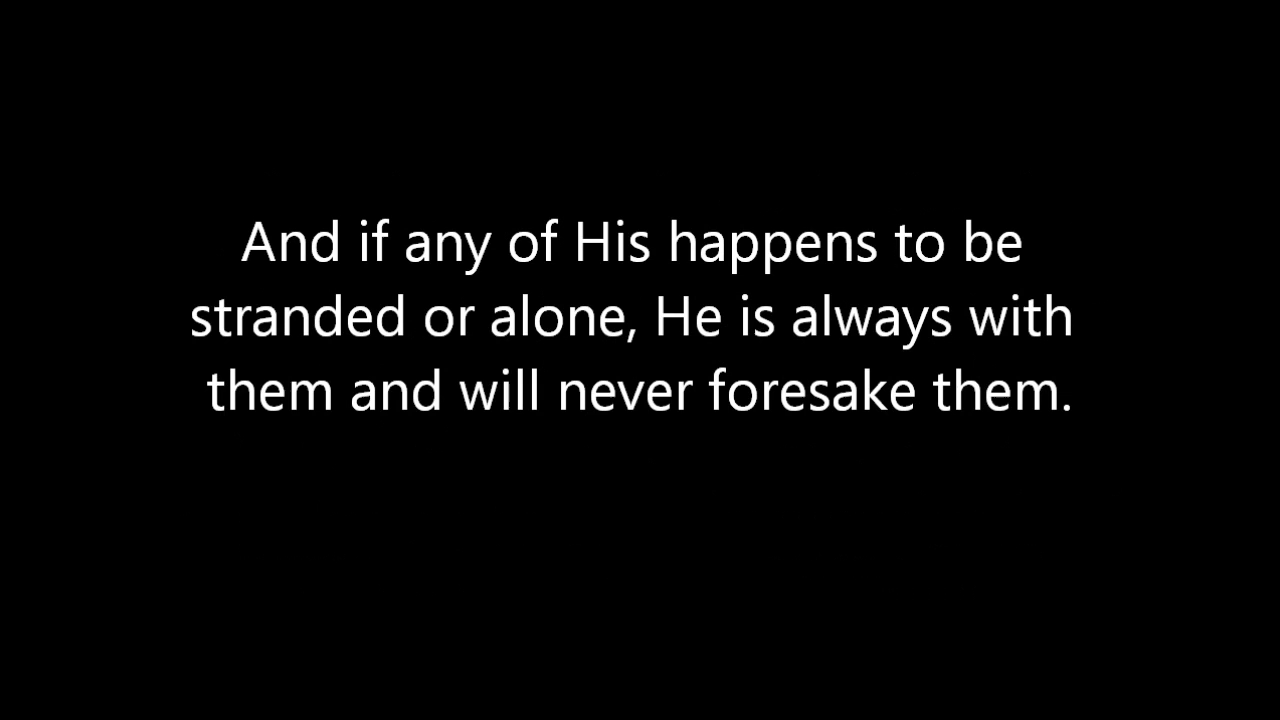 And if any of His happens to be
stranded or alone, He is always with
them and will never foresake them.